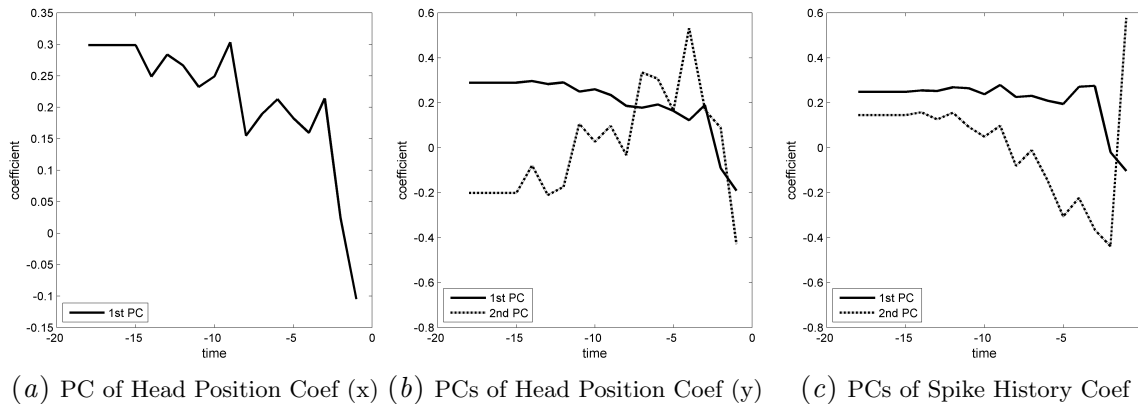 0.35
0.3
0.25
0.2
0.15
0.1
0.05
0
-0.05
-0.1
-0.15
coefficient
-20 -15 -10 -5 0
time
1st PC
(a) PC of Head Position Coef (x)
0.6
0.4
0.2
0
-0.2
-0.4
-0.6
-0.8
coefficient
-20 -15 -10 -5 0
time
1st PC
2nd PC
(b) PCs of Head Position Coef (y)
0.6
0.4
0.2
0
-0.2
-0.4
-0.6
-0.8
coefficient
-20 -15 -10 -5
time
1st PC
2nd PC
(c) PCs of Spike History Coef